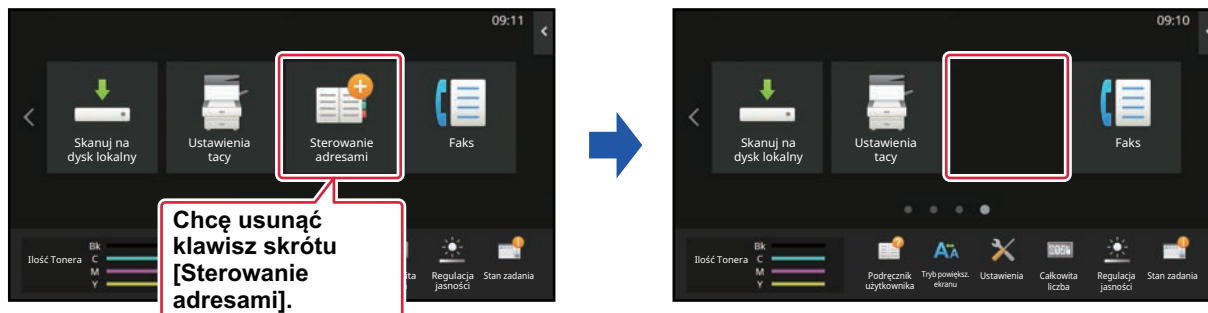 09:11
Skanuj na
dysk lokalny
Ustawienia
tacy
Sterowanie
adresami
Faks
Chcę usunąć
klawisz skrótu
[Sterowanie
adresami].
Ilość Tonera
Bk
C
M
Y
ita
Regulacja
jasności
Stan zadania
09:10
Skanuj na
dysk lokalny
Ustawienia
tacy
Faks
Ilość Tonera
Bk
C
M
Y
Podręcznik
użytkownika
Tryb powiększ.
ekranu
Ustawienia
Całkowita
liczba
Regulacja
jasności
Stan zadania